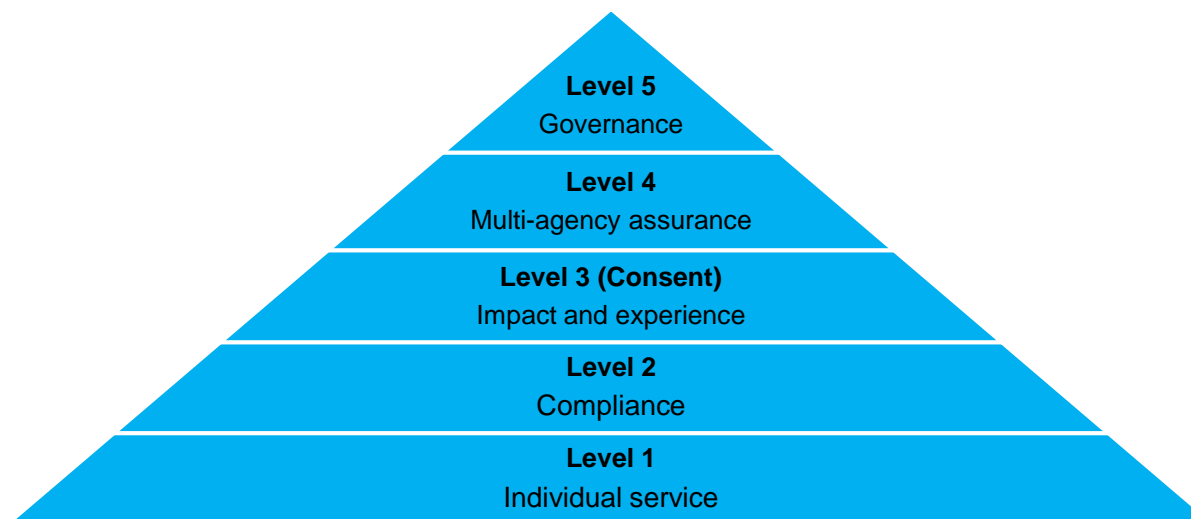 Level 5
Governance
Level 4
Multi-agency assurance
Level 3 (Consent)
Impact and experience
Level 2
Compliance
Level 1
Individual service